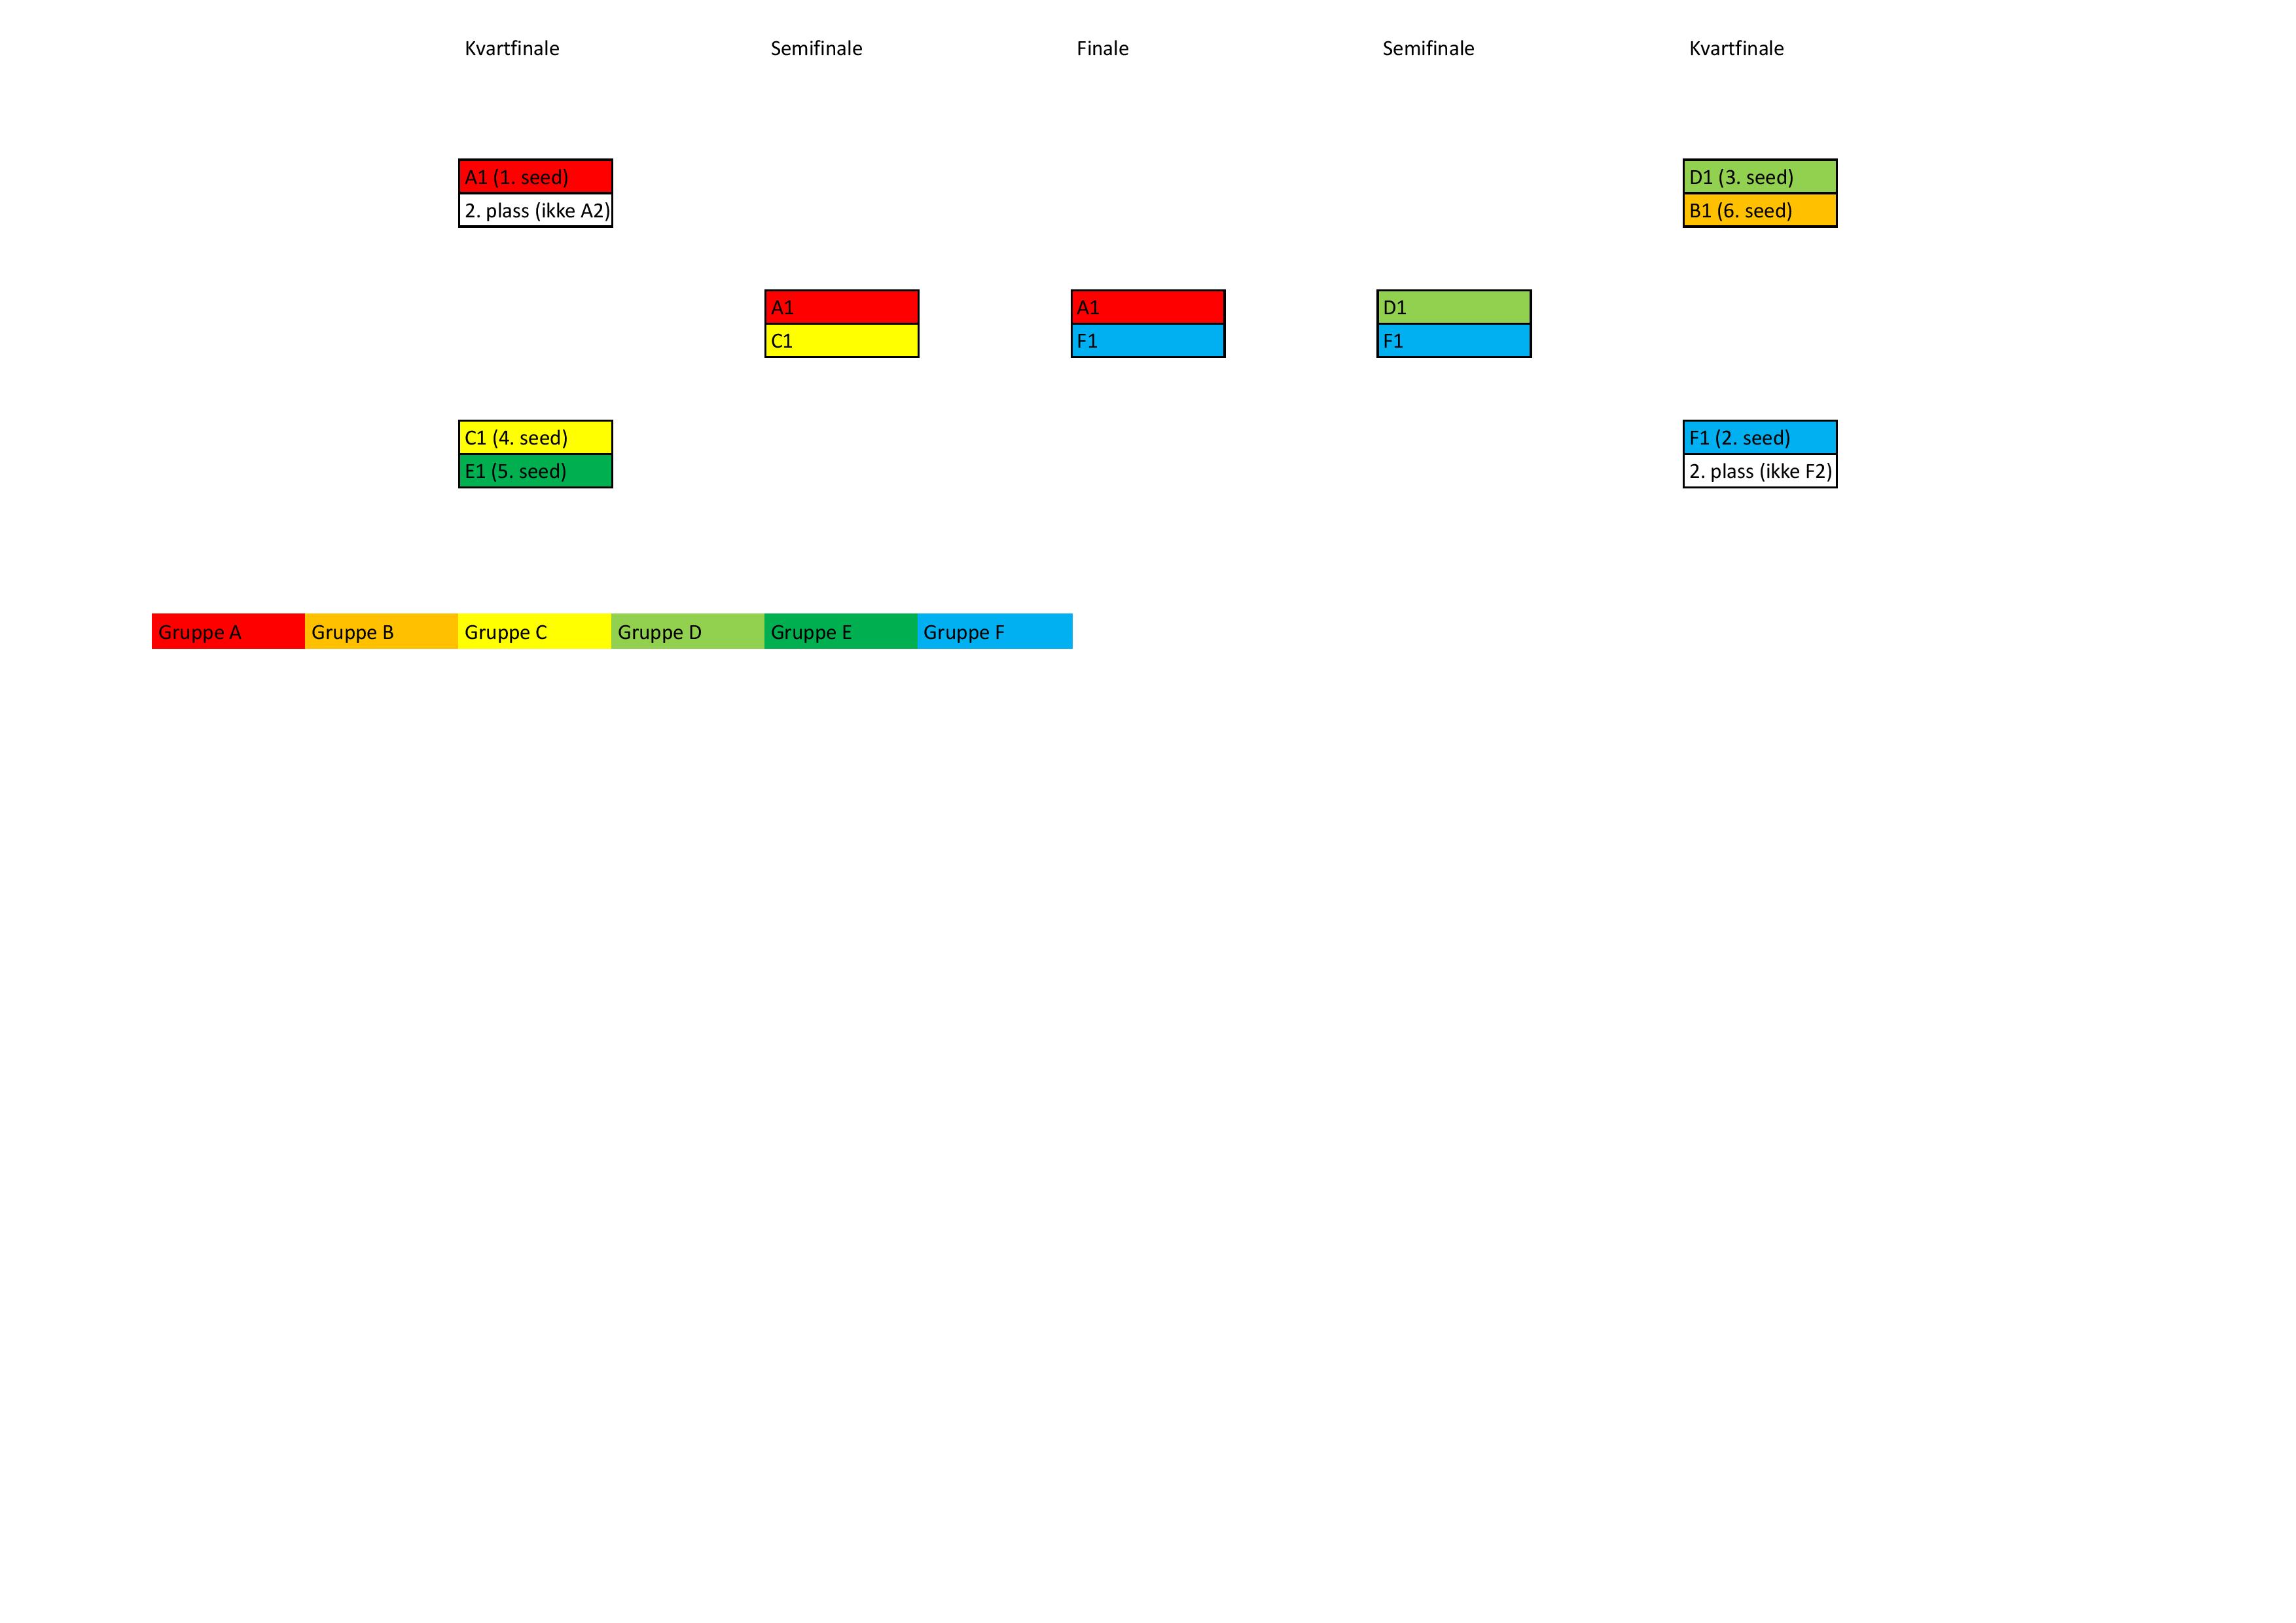 Kvartfinale Semifinale Finale Semifinale Kvartfinale
A1 (1. seed) D1 (3. seed)
2. plass (ikke A2) B1 (6. seed)
A1 A1 D1
C1 F1 F1
C1 (4. seed) F1 (2. seed)
E1 (5. seed) 2. plass (ikke F2)
Gruppe A Gruppe B Gruppe C Gruppe D Gruppe E Gruppe F